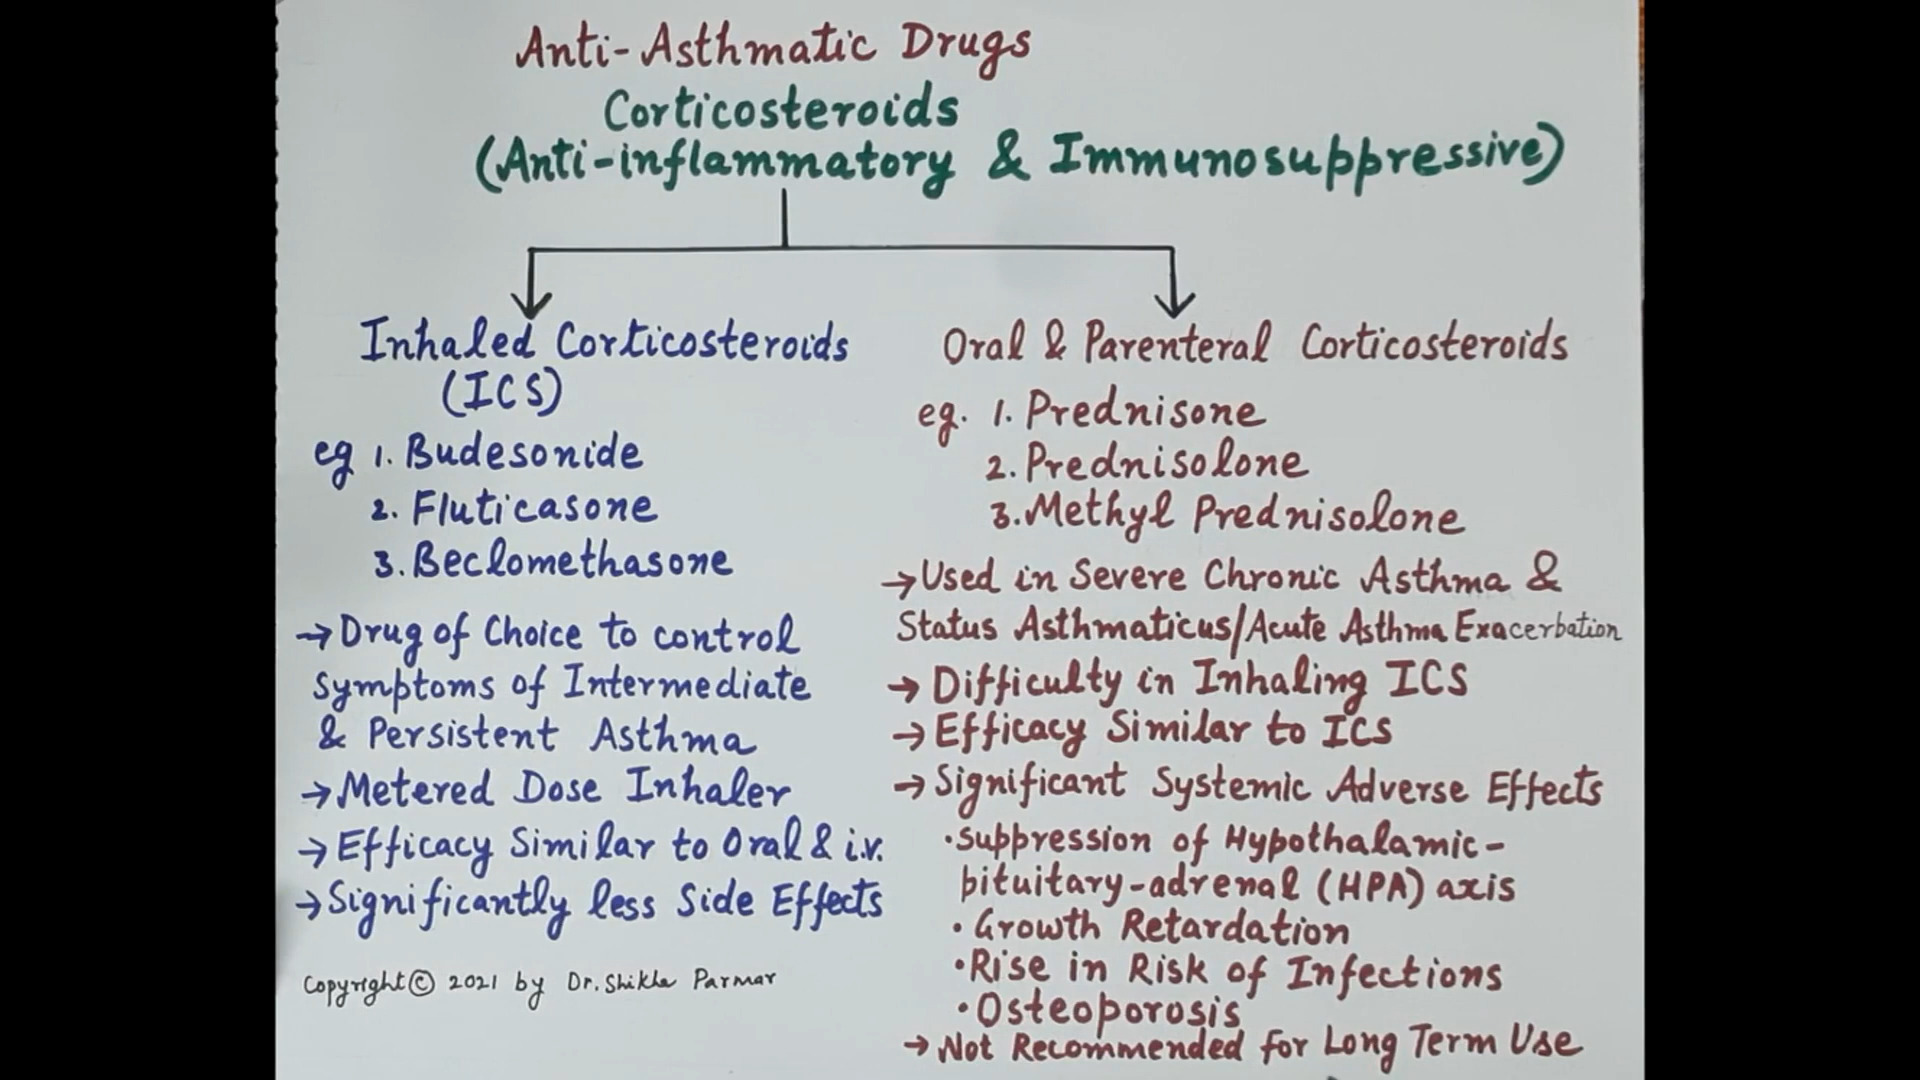 Anti-Asthmatic Drugs
Corticosteroids
(Anti-inflammatory & Immunosuppressive)
Inhaled Corticosteroids
(ICS)
eg 1. Budesonide
2. Fluticasone
3. Beclomethasone
→ Drug of Choice to control
symptoms of Intermediate
& Persistent Asthma
→ Metered Dose Inhaler
→ Efficacy Similar to Oral & i.v.
→ Significantly less Side Effects
Copyright © 2021 by Dr. Shikha Parmar
Oral & Parenteral Corticosteroids
eg. 1. Prednisone
2. Prednisolone
3. Methyl Prednisolone
→ Used in Severe Chronic Asthma &
Status Asthmaticus/Acute Asthma Exacerbation
→ Difficulty in Inhaling ICS
→ Efficacy Similar to ICS
→ Significant Systemic Adverse Effects
• Suppression of Hypothalamic-
pituitary-adrenal (HPA) axis
• Growth Retardation
• Rise in Risk of Infections
• Osteoporosis
→ Not Recommended for Long Term Use